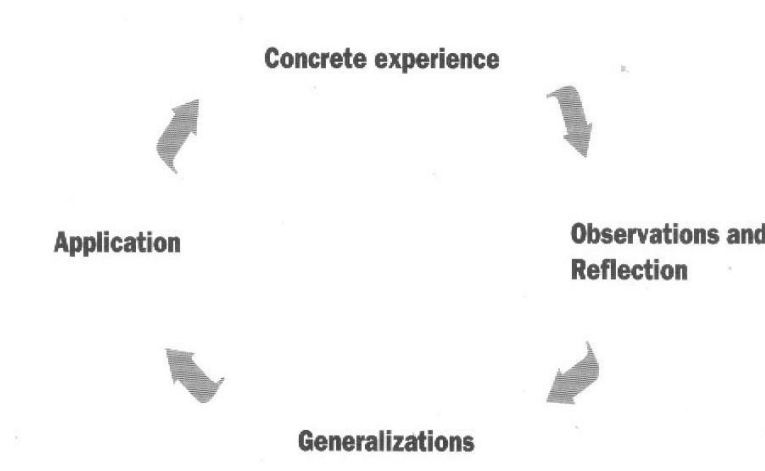 Concrete experience
Application
Observations and
Reflection
Generalizations